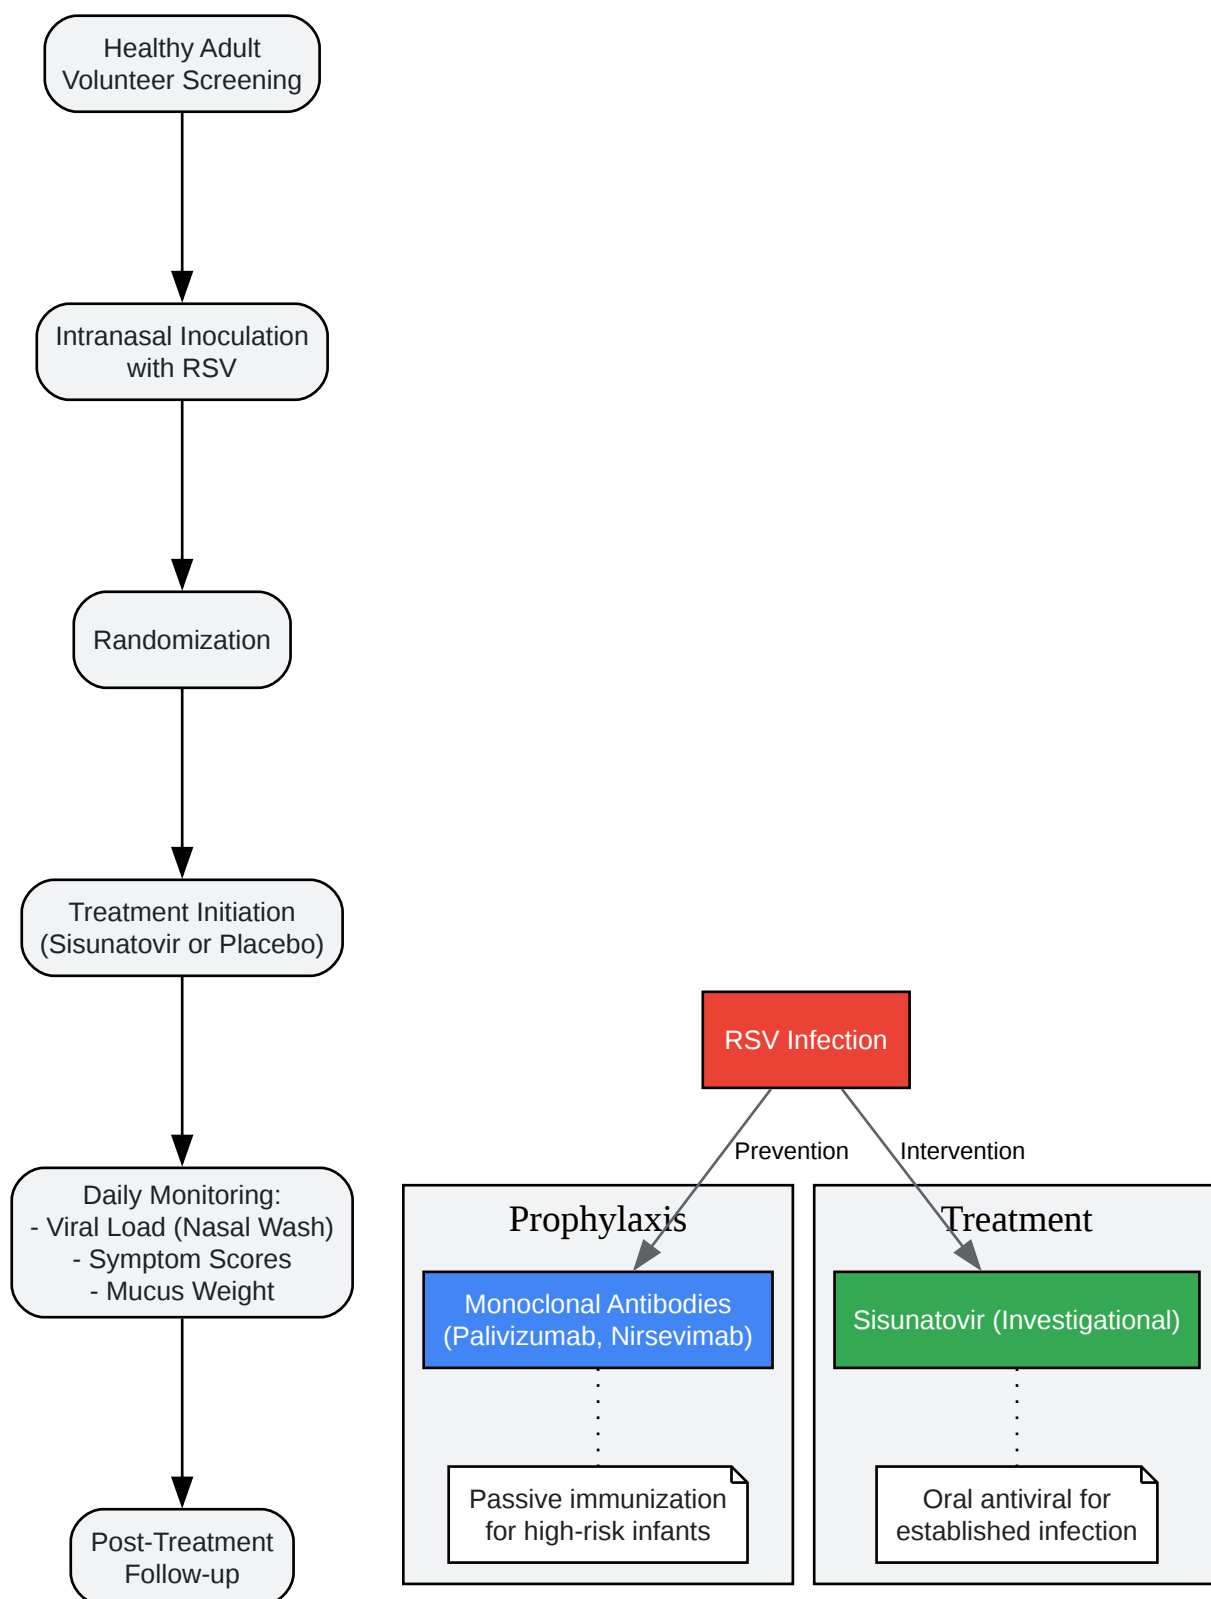 Healthy Adult
Volunteer Screening
Intranasal Inoculation
with RSV
Randomization
Treatment Initiation
(Sisunatovir or Placebo)
Daily Monitoring:
- Viral Load (Nasal Wash)
- Symptom Scores
- Mucus Weight
Post-Treatment
Follow-up
RSV Infection
Prevention
Intervention
Prophylaxis
Monoclonal Antibodies
(Palivizumab, Nirsevimab)
Passive immunization
for high-risk infants
Treatment
Sisunatovir (Investigational)
Oral antiviral for
established infection